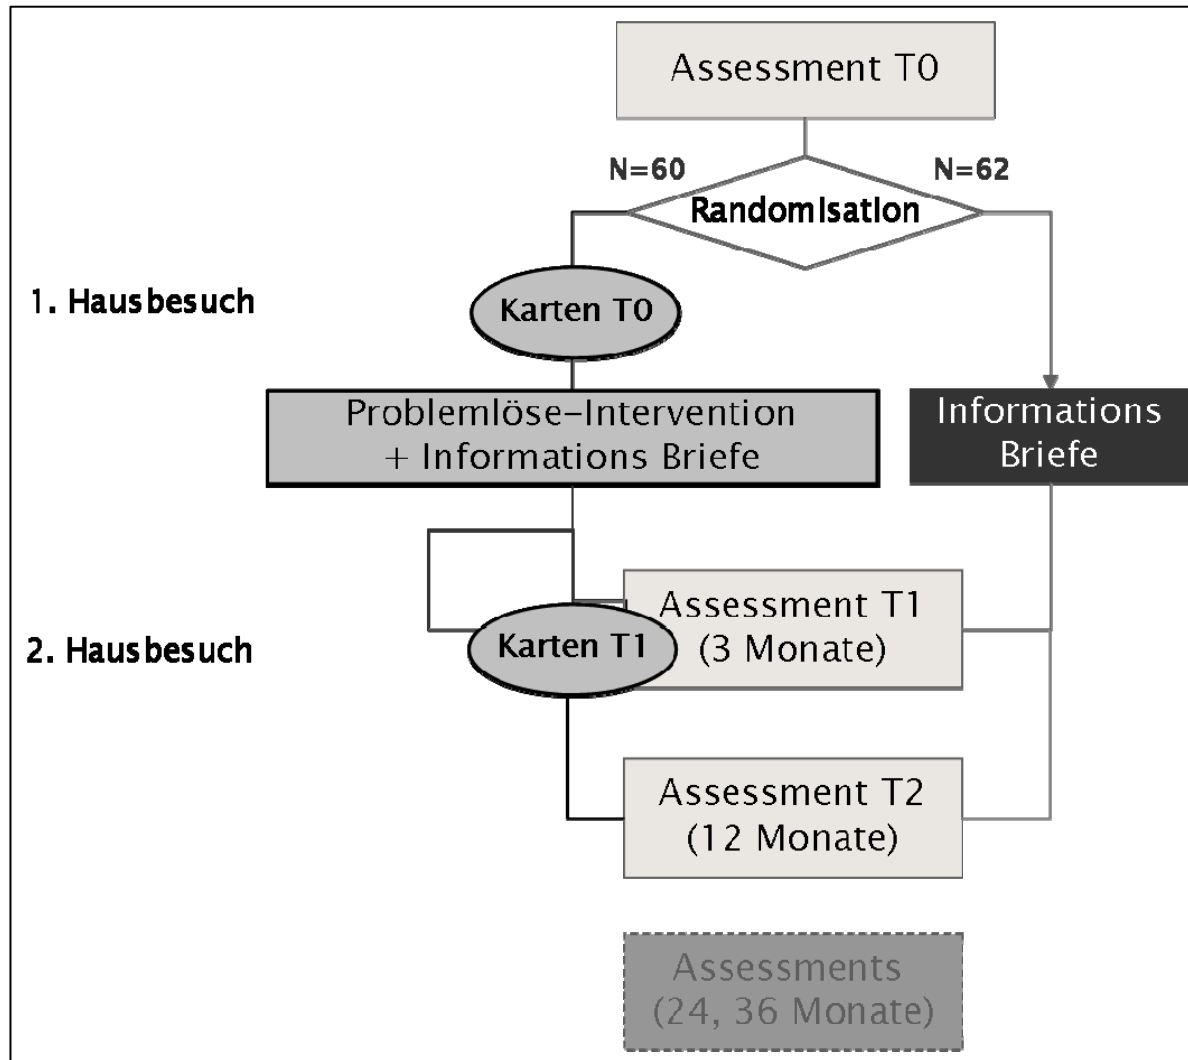 Assessment T0
N=60
N=62
Randomisation
1. Hausbesuch
Karten T0
Problemlöse-Intervention
+ Informations Briefe
Informations
Briefe
Assessment T1
(3 Monate)
2. Hausbesuch
Karten T1
Assessment T2
(12 Monate)
Assessments
(24, 36 Monate)